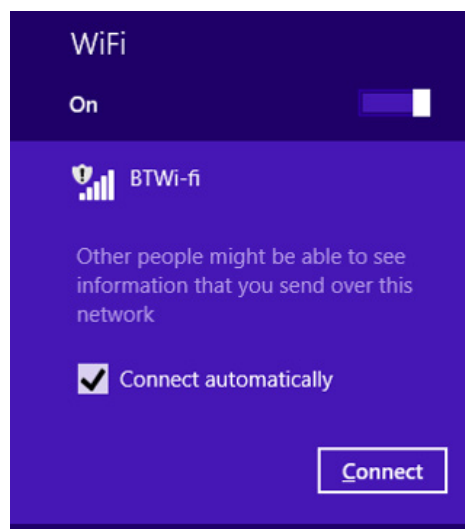 WiFi
On
BTWi-fi
Other people might be able to see
information that you send over this
network
Connect automatically
Connect